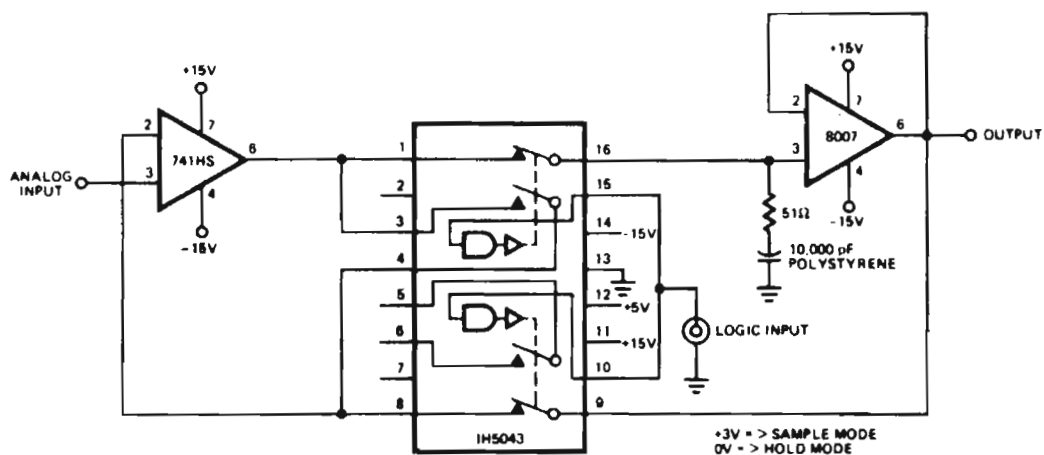 +15V
2
7
741HS
6
3
4
-15V
ANALOG
INPUT
1
2
3
4
5
6
7
8
16
15
14
-15V
13
12
+5V
11
+15V
10
9
IH5043
+15V
2
7
8007
6
3
4
-15V
OUTPUT
51Ω
10,000 pF
POLYSTYRENE
LOGIC INPUT
+3V = > SAMPLE MODE
0V = > HOLD MODE